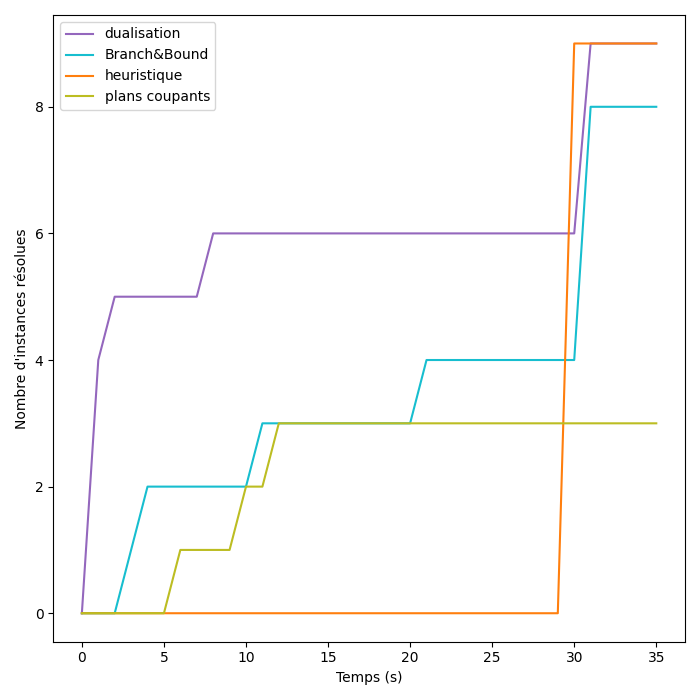 dualisation
Branch&Bound
heuristique
plans coupants
Nombre d'instances résolues
8
6
4
2
0
0 5 10 15 20 25 30 35
Temps (s)